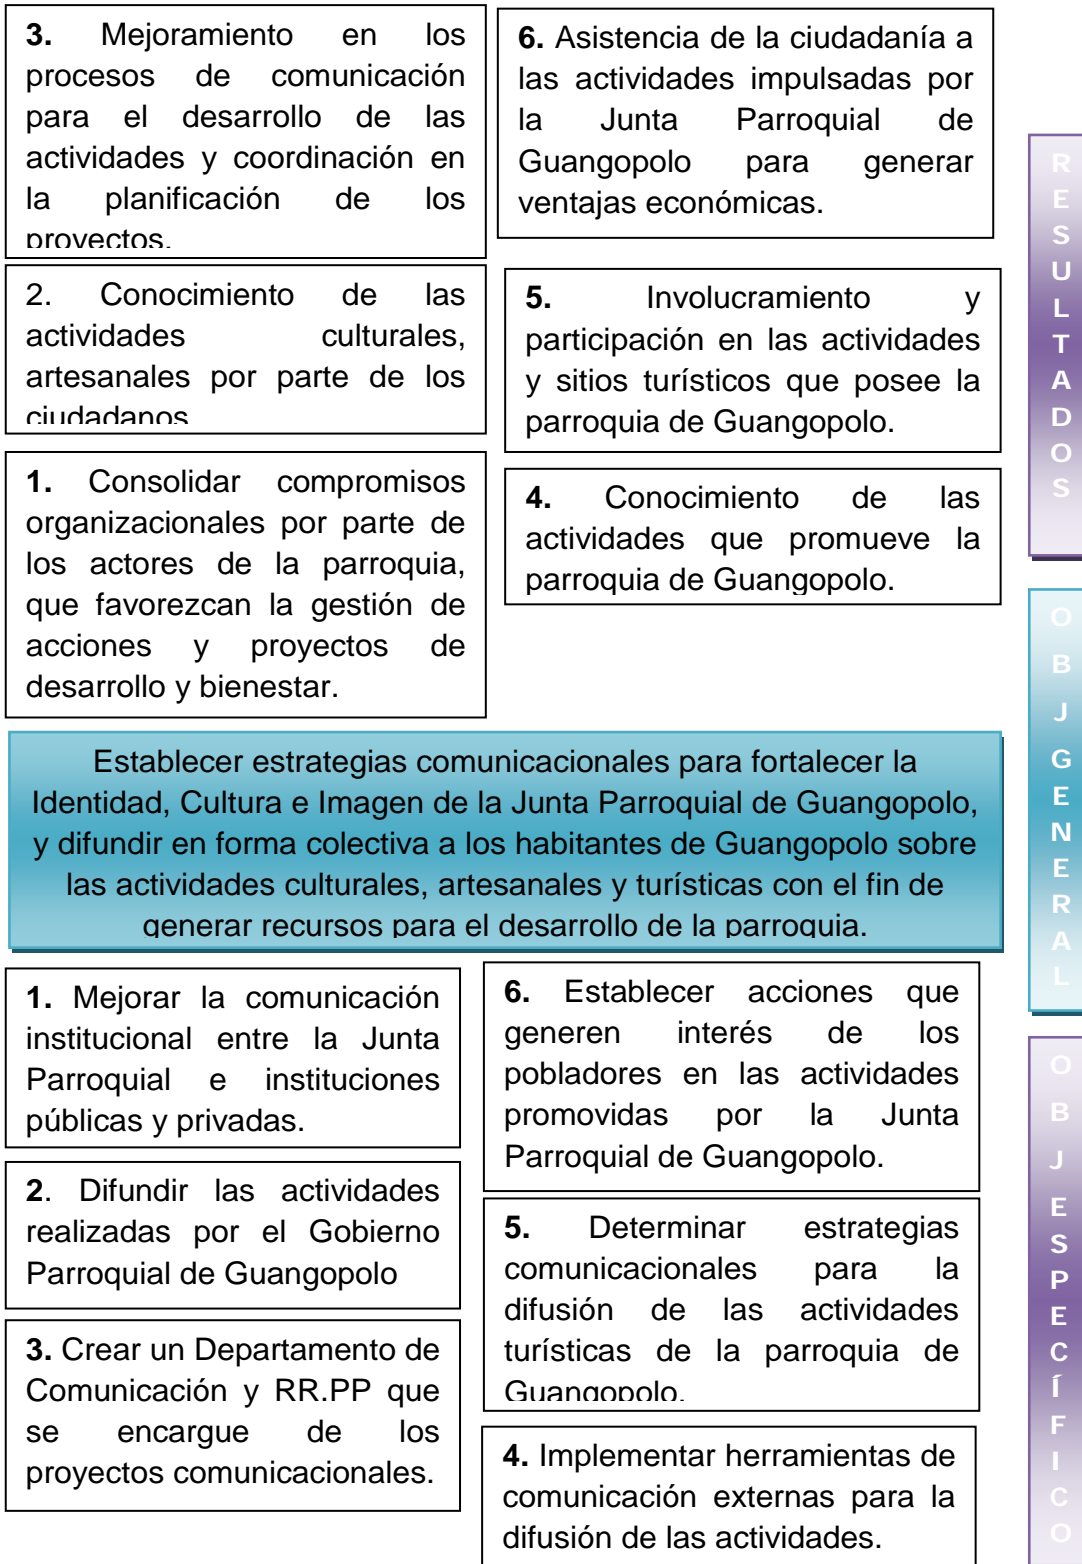 3. Mejoramiento en los
procesos de comunicación
para el desarrollo de las
actividades y coordinación en
la planificación de los
proyectos.
6. Asistencia de la ciudadanía a
las actividades impulsadas por
la Junta Parroquial de
Guangopolo para generar
ventajas económicas.
2. Conocimiento de las
actividades culturales,
artesanales por parte de los
ciudadanos
5. Involucramiento y
participación en las actividades
y sitios turísticos que posee la
parroquia de Guangopolo.
1. Consolidar compromisos
organizacionales por parte de
los actores de la parroquia,
que favorezcan la gestión de
acciones y proyectos de
desarrollo y bienestar.
4. Conocimiento de las
actividades que promueve la
parroquia de Guangopolo.
RESULTADOS
Establecer estrategias comunicacionales para fortalecer la
Identidad, Cultura e Imagen de la Junta Parroquial de Guangopolo,
y difundir en forma colectiva a los habitantes de Guangopolo sobre
las actividades culturales, artesanales y turísticas con el fin de
generar recursos para el desarrollo de la parroquia.
OBJ GENERAL
1. Mejorar la comunicación
institucional entre la Junta
Parroquial e instituciones
públicas y privadas.
6. Establecer acciones que
generen interés de los
pobladores en las actividades
promovidas por la Junta
Parroquial de Guangopolo.
2. Difundir las actividades
realizadas por el Gobierno
Parroquial de Guangopolo
5. Determinar estrategias
comunicacionales para la
difusión de las actividades
turísticas de la parroquia de
Guangopolo.
3. Crear un Departamento de
Comunicación y RR.PP que
se encargue de los
proyectos comunicacionales.
4. Implementar herramientas de
comunicación externas para la
difusión de las actividades.
OBJ ESPECÍFICO